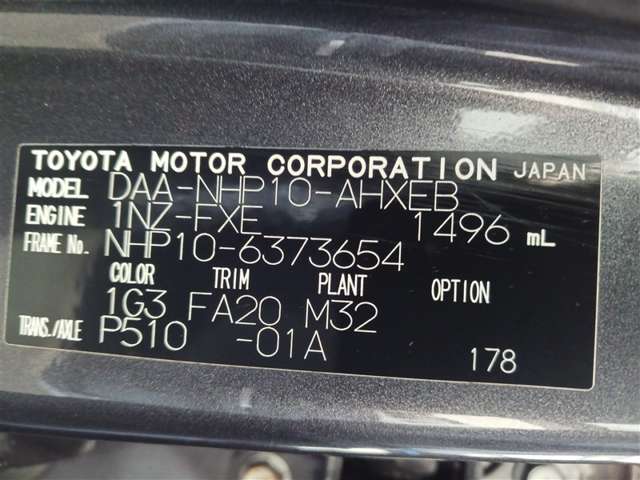 TOYOTA MOTOR CORPORATION JAPAN
MODEL DAA-NHP10-AHXEB
ENGINE 1NZ-FXE 1496 mL
FRAME No. NHP10-6373654
COLOR TRIM PLANT OPTION
1G3 FA20 M32
TRANS./AXLE P510 -01A 178